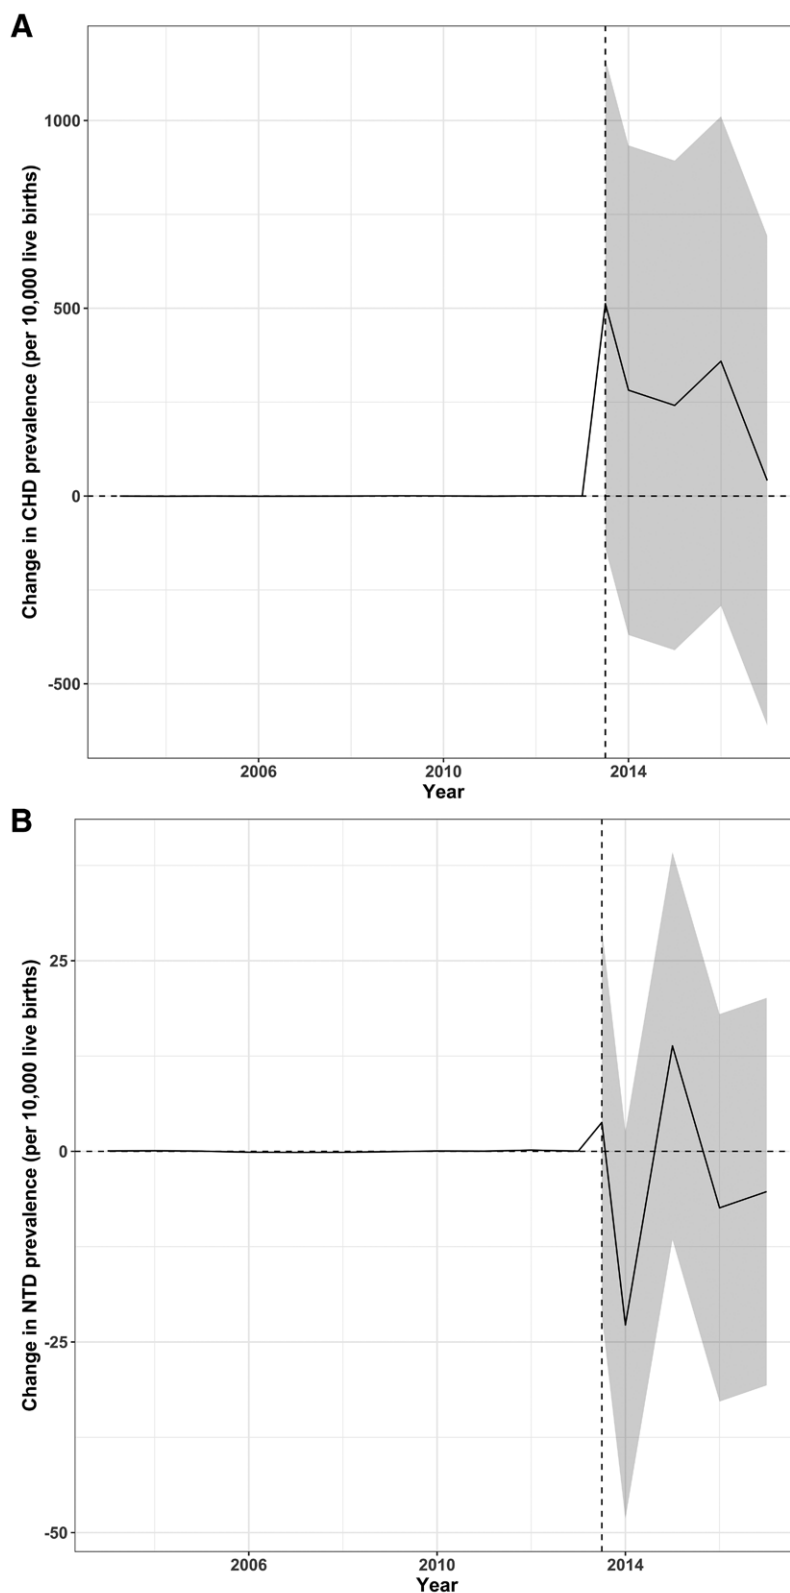 A
Change in CHD prevalence (per 10,000 live births)
1000
500
0
-500
2006 2010 2014
Year
B
Change in NTD prevalence (per 10,000 live births)
25
0
-25
-50
2006 2010 2014
Year